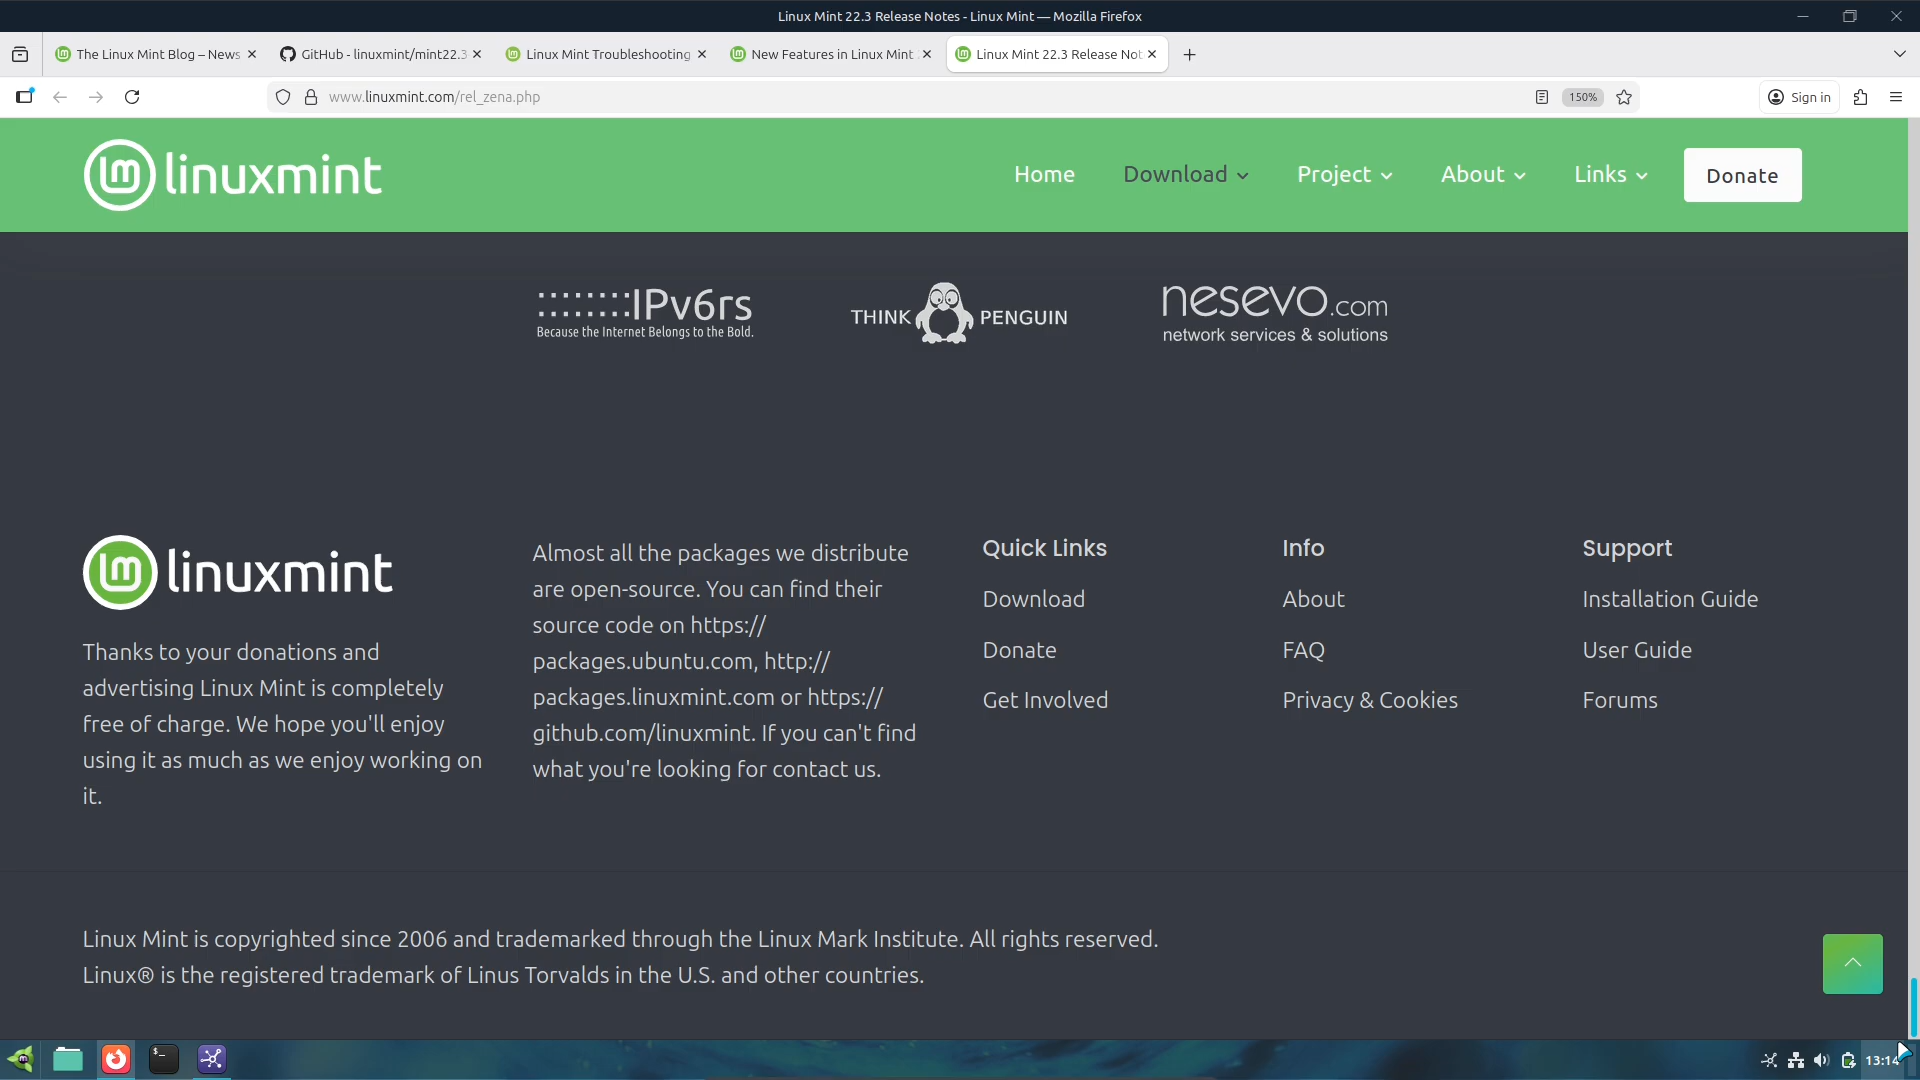 Linux Mint 22.3 Release Notes - Linux Mint — Mozilla Firefox
The Linux Mint Blog – News
GitHub - linuxmint/mint22.3
Linux Mint Troubleshooting
New Features in Linux Mint
Linux Mint 22.3 Release Not
www.linuxmint.com/rel_zena.php
150%
Sign in
linuxmint
Home
Download
Project
About
Links
Donate
IPv6rs
Because the Internet Belongs to the Bold.
THINK PENGUIN
nesevo.com
network services & solutions
linuxmint
Thanks to your donations and
advertising Linux Mint is completely
free of charge. We hope you'll enjoy
using it as much as we enjoy working on
it.
Almost all the packages we distribute
are open-source. You can find their
source code on https://
packages.ubuntu.com, http://
packages.linuxmint.com or https://
github.com/linuxmint. If you can't find
what you're looking for contact us.
Quick Links
Download
Donate
Get Involved
Info
About
FAQ
Privacy & Cookies
Support
Installation Guide
User Guide
Forums
Linux Mint is copyrighted since 2006 and trademarked through the Linux Mark Institute. All rights reserved.
Linux® is the registered trademark of Linus Torvalds in the U.S. and other countries.
13:14